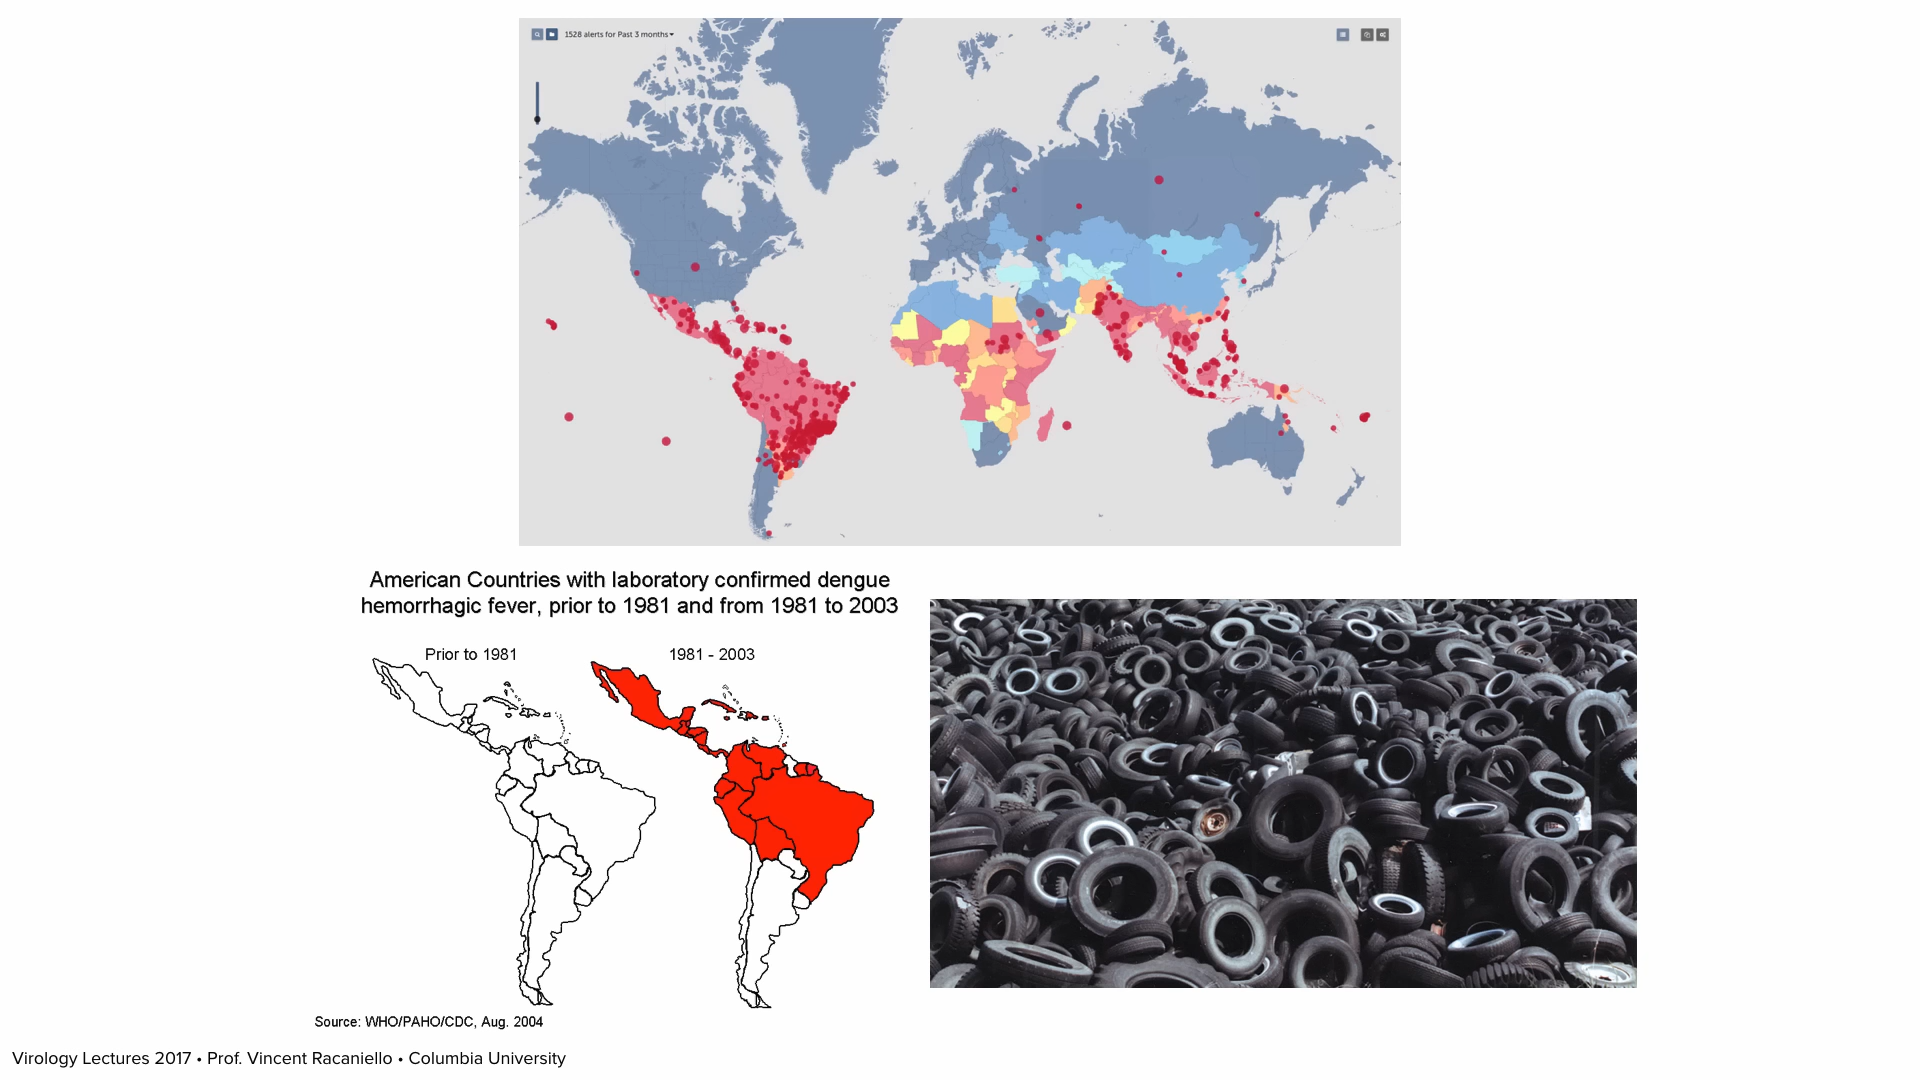 1528 alerts for Past 3 months
American Countries with laboratory confirmed dengue
hemorrhagic fever, prior to 1981 and from 1981 to 2003
Prior to 1981
1981 - 2003
Source: WHO/PAHO/CDC, Aug. 2004
Virology Lectures 2017 • Prof. Vincent Racaniello • Columbia University